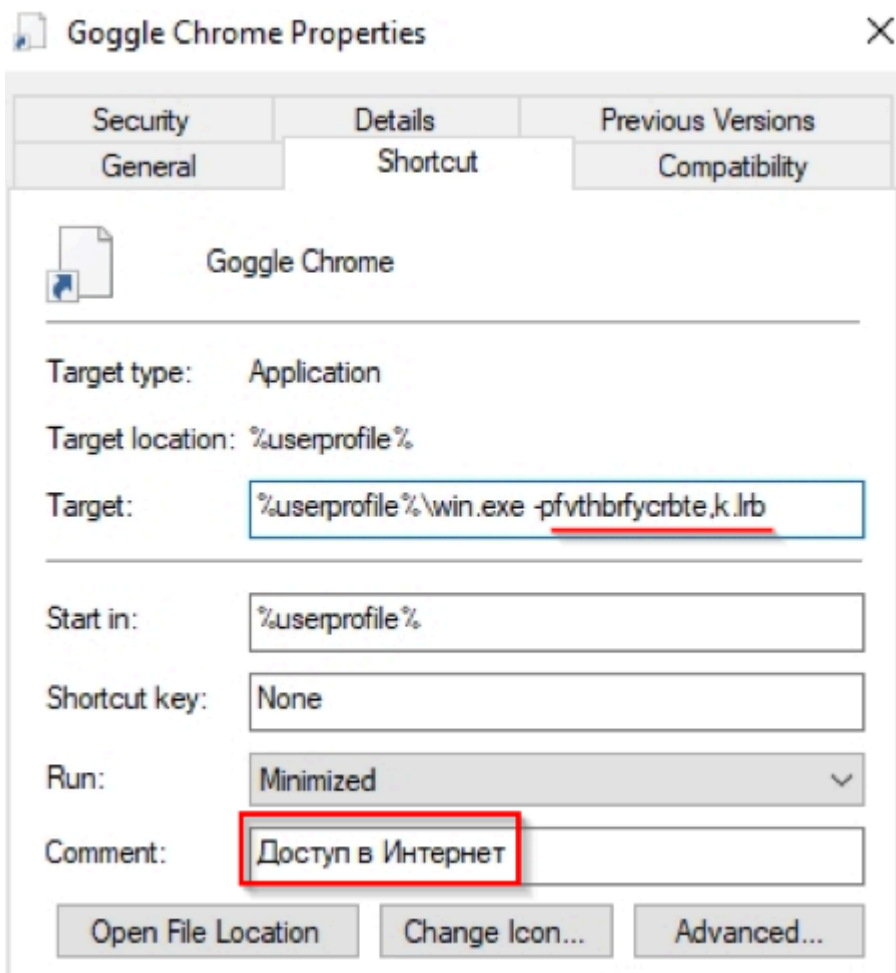 Goggle Chrome Properties
Security Details Previous Versions
General Shortcut Compatibility
Goggle Chrome
Target type: Application
Target location: %userprofile%
Target: %userprofile%\win.exe -pfvthbrfycrbte,k.lrb
Start in: %userprofile%
Shortcut key: None
Run: Minimized
Comment: Доступ в Интернет
Open File Location Change Icon... Advanced...